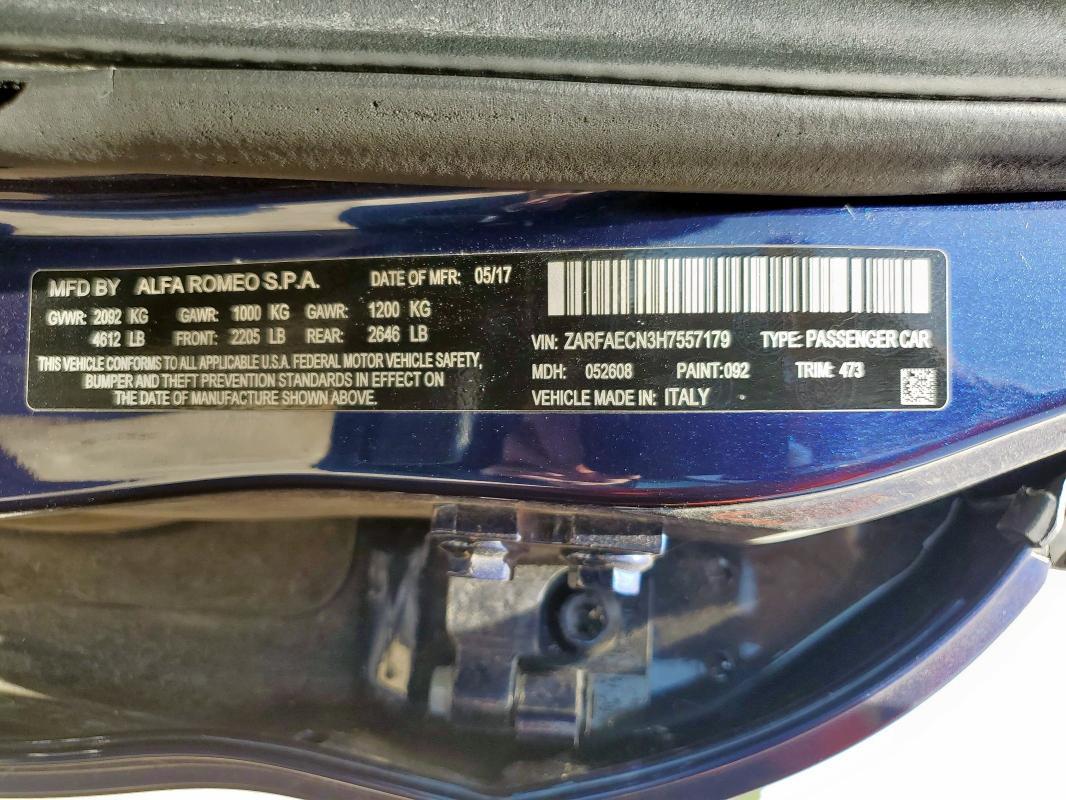 MFD BY ALFA ROMEO S.P.A. DATE OF MFR: 05/17
GVWR: 2092 KG GAWR: 1000 KG GAWR: 1200 KG
4612 LB FRONT: 2205 LB REAR: 2646 LB
THIS VEHICLE CONFORMS TO ALL APPLICABLE U.S.A. FEDERAL MOTOR VEHICLE SAFETY,
BUMPER AND THEFT PREVENTION STANDARDS IN EFFECT ON
THE DATE OF MANUFACTURE SHOWN ABOVE.
VIN: ZARFAECN3H7557179 TYPE: PASSENGER CAR
MDH: 052608 PAINT: 092 TRIM: 473
VEHICLE MADE IN: ITALY